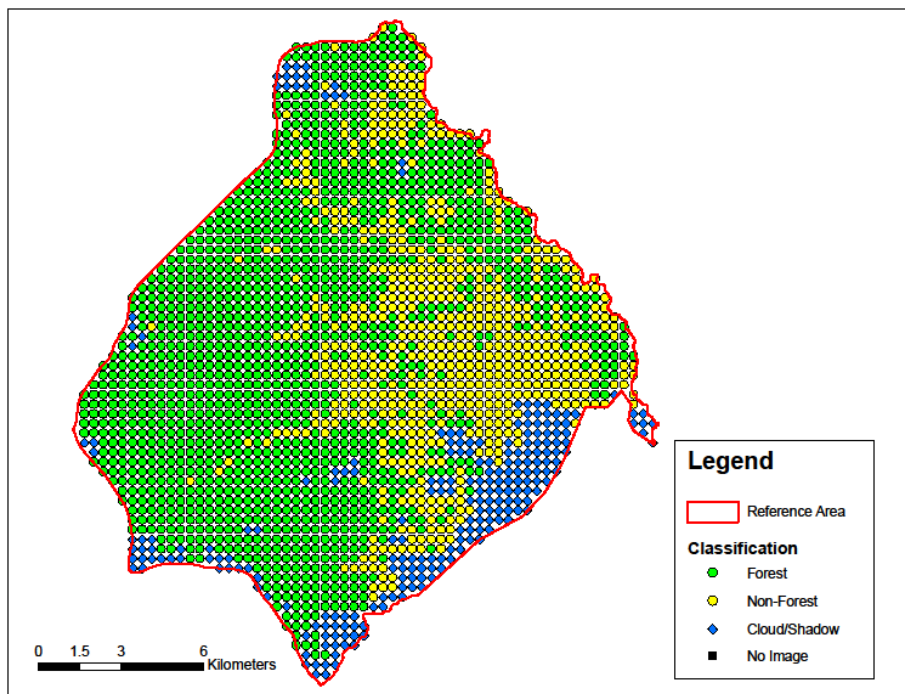 Legend
Reference Area
Classification
Forest
Non-Forest
Cloud/Shadow
No Image
0 1.5 3 6
Kilometers